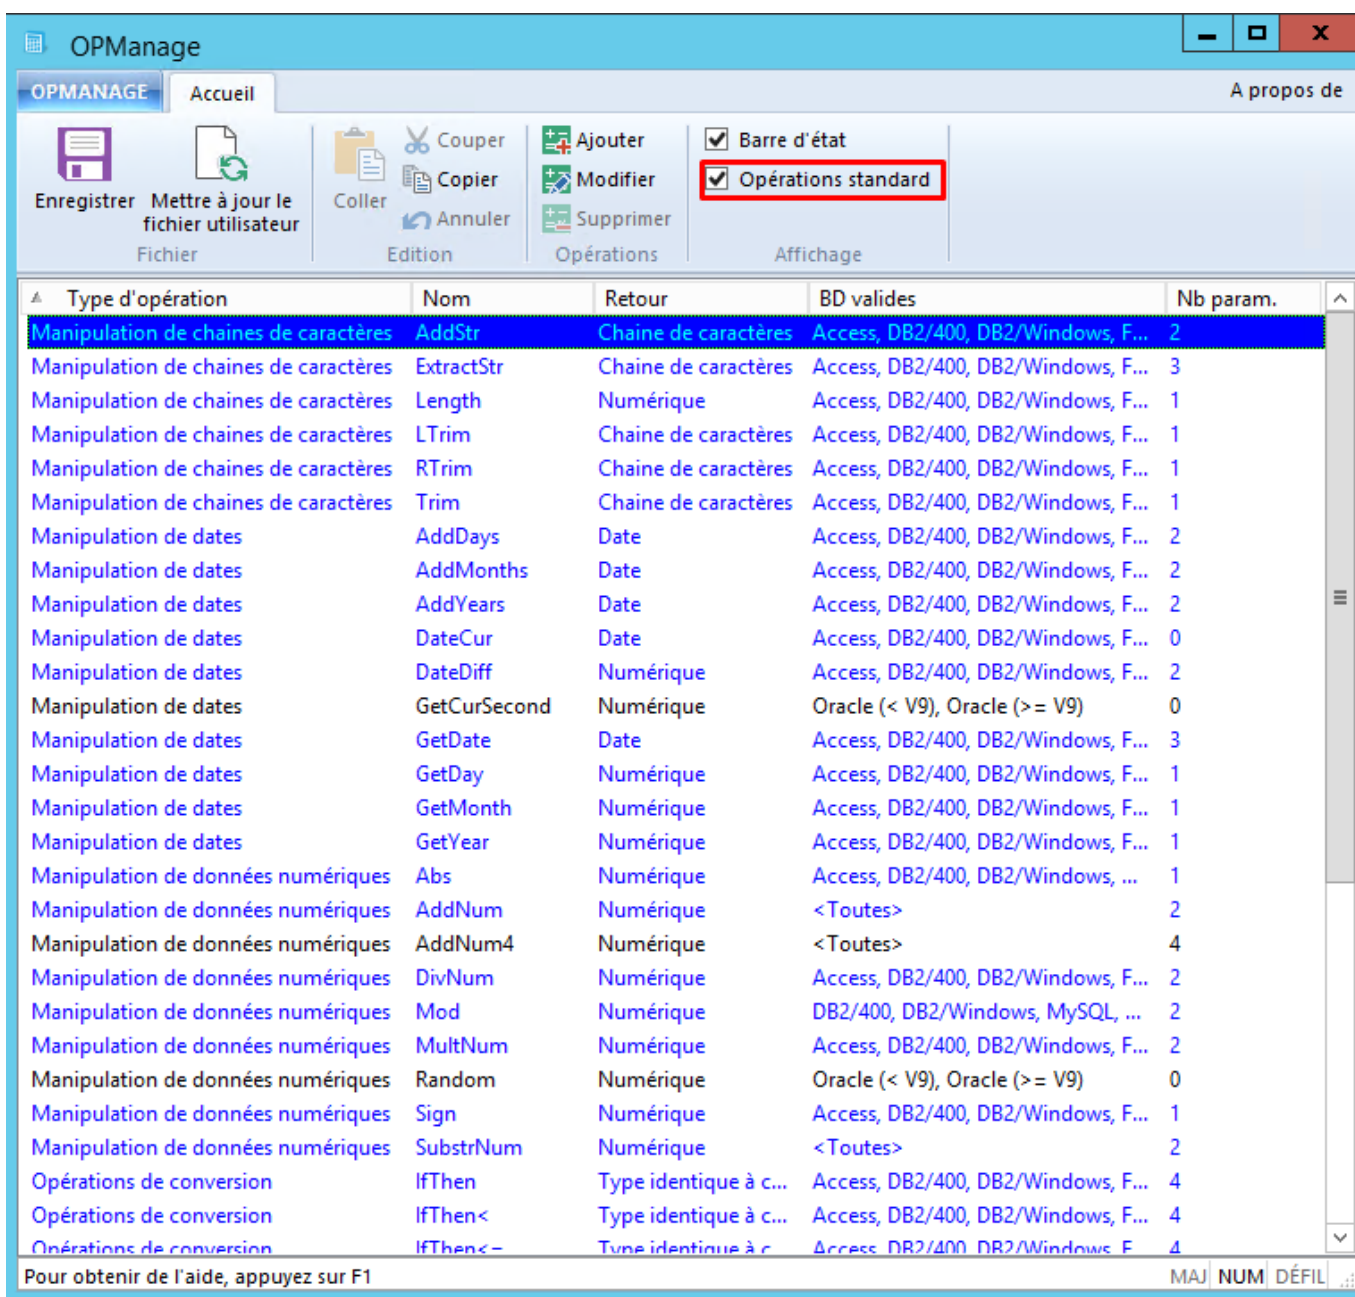 OPManage
OPMANAGE Accueil A propos de
Couper Ajouter Barre d'état
Copier Modifier Opérations standard
Enregistrer Mettre à jour le fichier utilisateur Coller Annuler Supprimer
Fichier Edition Opérations Affichage
Type d'opération Nom Retour BD valides Nb param.
Manipulation de chaines de caractères AddStr Chaine de caractères Access, DB2/400, DB2/Windows, F... 2
Manipulation de chaines de caractères ExtractStr Chaine de caractères Access, DB2/400, DB2/Windows, F... 3
Manipulation de chaines de caractères Length Numérique Access, DB2/400, DB2/Windows, F... 1
Manipulation de chaines de caractères LTrim Chaine de caractères Access, DB2/400, DB2/Windows, F... 1
Manipulation de chaines de caractères RTrim Chaine de caractères Access, DB2/400, DB2/Windows, F... 1
Manipulation de chaines de caractères Trim Chaine de caractères Access, DB2/400, DB2/Windows, F... 1
Manipulation de dates AddDays Date Access, DB2/400, DB2/Windows, F... 2
Manipulation de dates AddMonths Date Access, DB2/400, DB2/Windows, F... 2
Manipulation de dates AddYears Date Access, DB2/400, DB2/Windows, F... 2
Manipulation de dates DateCur Date Access, DB2/400, DB2/Windows, F... 0
Manipulation de dates DateDiff Numérique Access, DB2/400, DB2/Windows, F... 2
Manipulation de dates GetCurSecond Numérique Oracle (< V9), Oracle (>= V9) 0
Manipulation de dates GetDate Date Access, DB2/400, DB2/Windows, F... 3
Manipulation de dates GetDay Numérique Access, DB2/400, DB2/Windows, F... 1
Manipulation de dates GetMonth Numérique Access, DB2/400, DB2/Windows, F... 1
Manipulation de dates GetYear Numérique Access, DB2/400, DB2/Windows, F... 1
Manipulation de données numériques Abs Numérique Access, DB2/400, DB2/Windows, ... 1
Manipulation de données numériques AddNum Numérique <Toutes> 2
Manipulation de données numériques AddNum4 Numérique <Toutes> 4
Manipulation de données numériques DivNum Numérique Access, DB2/400, DB2/Windows, F... 2
Manipulation de données numériques Mod Numérique DB2/400, DB2/Windows, MySQL, ... 2
Manipulation de données numériques MultNum Numérique Access, DB2/400, DB2/Windows, F... 2
Manipulation de données numériques Random Numérique Oracle (< V9), Oracle (>= V9) 0
Manipulation de données numériques Sign Numérique Access, DB2/400, DB2/Windows, F... 1
Manipulation de données numériques SubstrNum Numérique <Toutes> 2
Opérations de conversion IfThen Type identique à c... Access, DB2/400, DB2/Windows, F... 4
Opérations de conversion IfThen< Type identique à c... Access, DB2/400, DB2/Windows, F... 4
Opérations de conversion IfThen<= Type identique à c Access, DB2/400, DB2/Windows, F 4
Pour obtenir de l'aide, appuyez sur F1 MAJ NUM DÉFIL